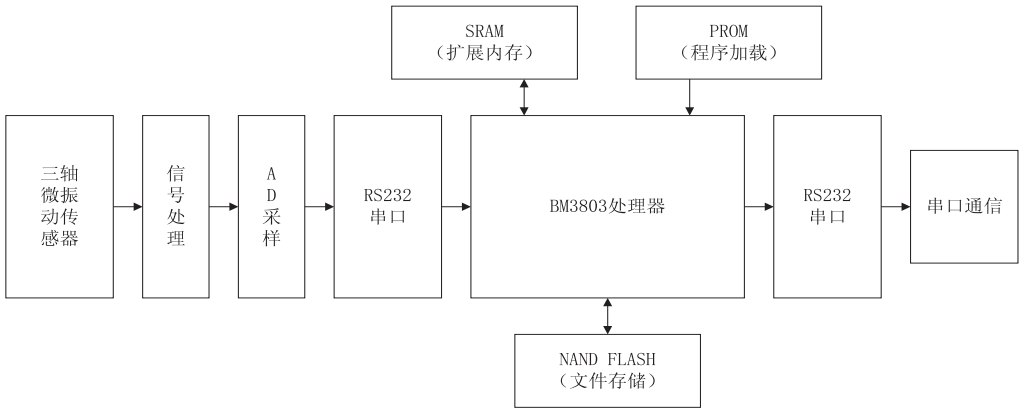 SRAM
(扩展内存)
PROM
(程序加载)
三轴
微振
动传
感器
信
号
处
理
A
D
采
样
RS232
串口
BM3803处理器
RS232
串口
串口通信
NAND FLASH
(文件存储)